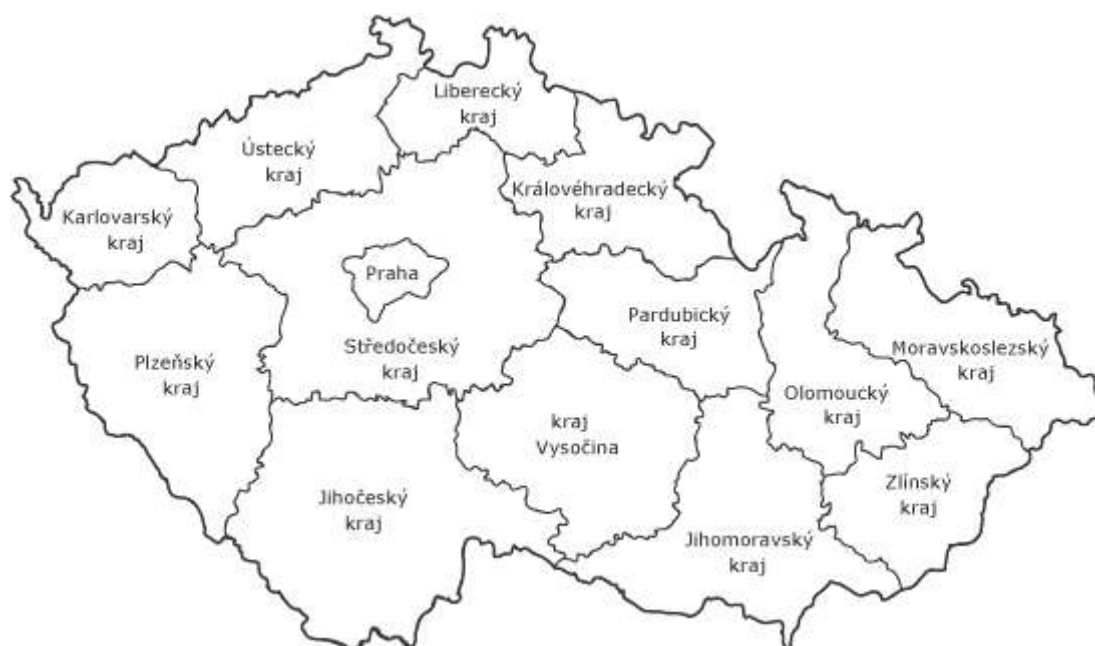 Liberecký
kraj
Ústecký
kraj
Královéhradecký
kraj
Karlovarský
kraj
Praha
Pardubický
kraj
Středočeský
kraj
Plzeňský
kraj
Moravskoslezský
kraj
Olomoucký
kraj
kraj
Vysočina
Zlínský
kraj
Jihočeský
kraj
Jihomoravský
kraj